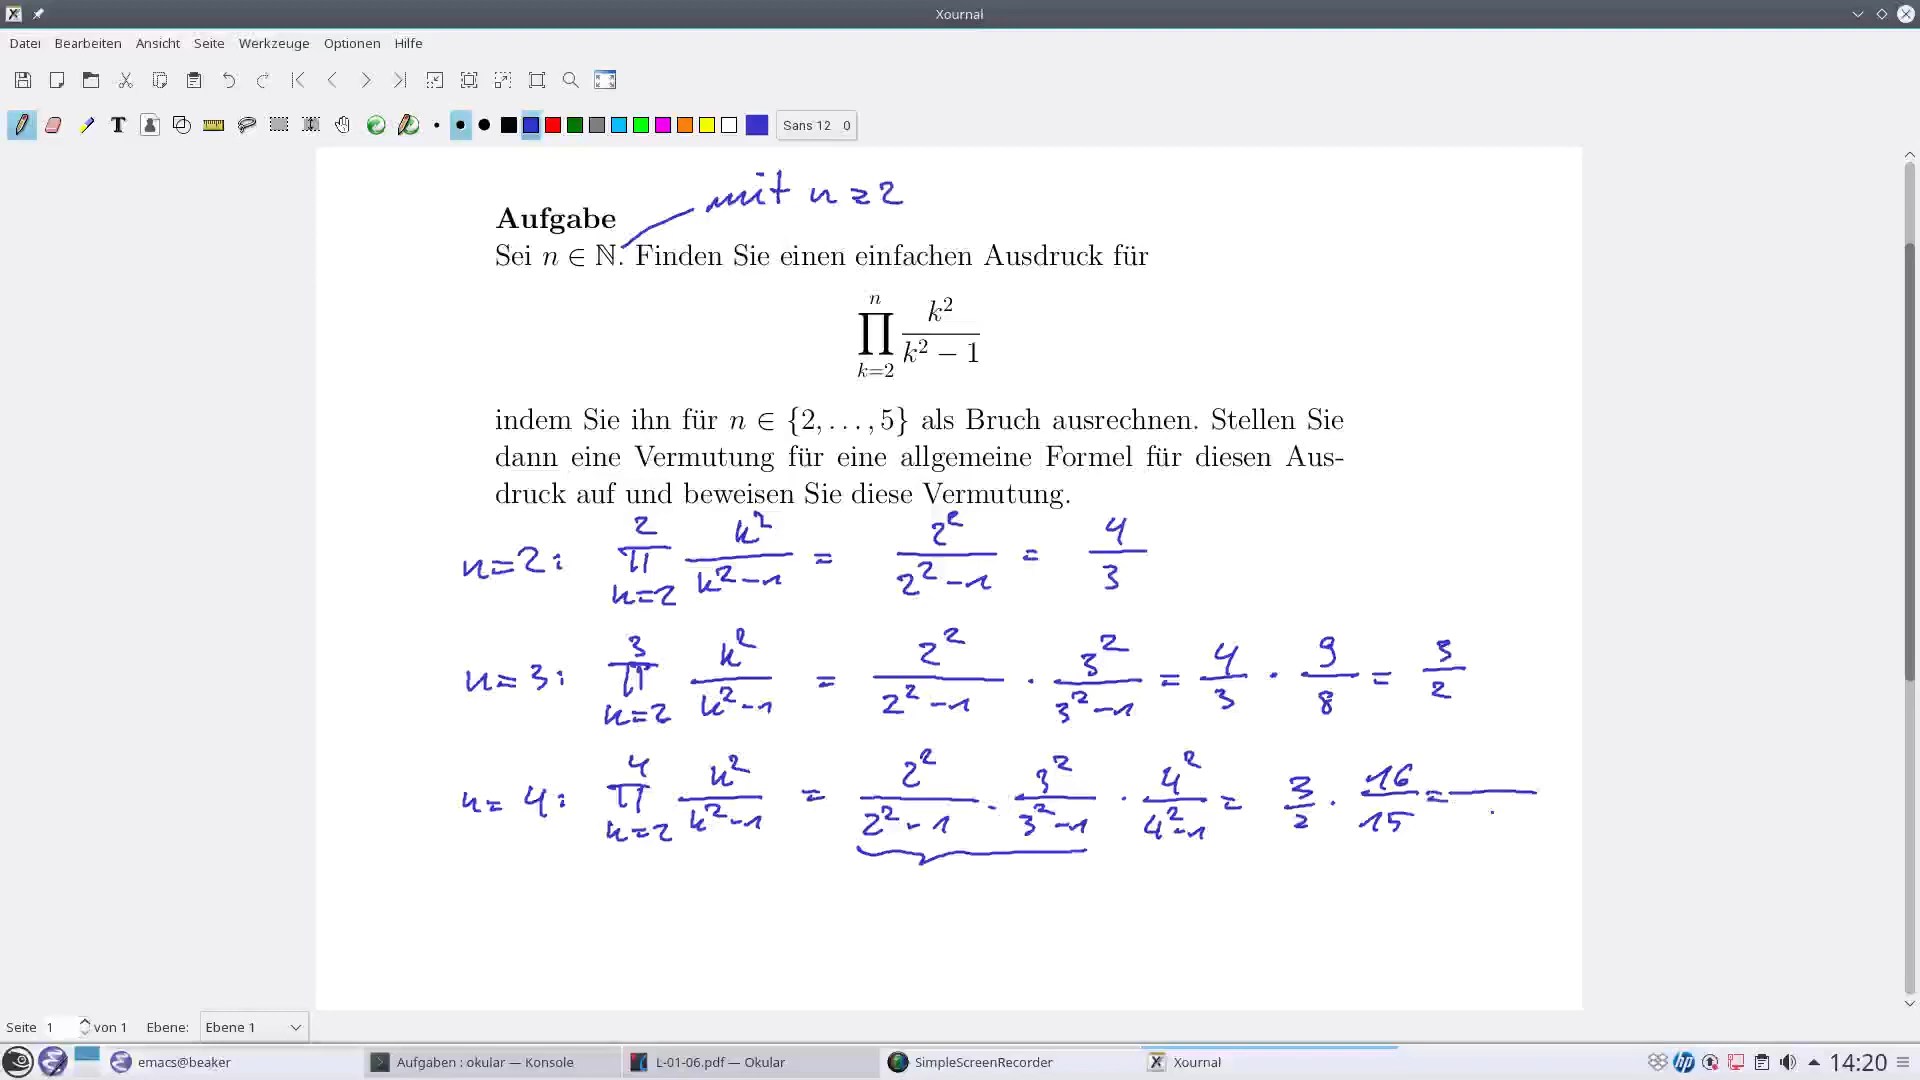 Xournal
Datei Bearbeiten Ansicht Seite Werkzeuge Optionen Hilfe
Sans 12 0
mit n ≥ 2
Aufgabe
Sei n ∈ ℕ. Finden Sie einen einfachen Ausdruck für
∏_{k=2}^{n} k²/(k² − 1)
indem Sie ihn für n ∈ {2, . . . , 5} als Bruch ausrechnen. Stellen Sie
dann eine Vermutung für eine allgemeine Formel für diesen Aus-
druck auf und beweisen Sie diese Vermutung.
n=2: ∏_{k=2}^{2} k²/(k²-1) = 2²/(2²-1) = 4/3
n=3: ∏_{k=2}^{3} k²/(k²-1) = 2²/(2²-1) · 3²/(3²-1) = 4/3 · 9/8 = 3/2
n=4: ∏_{k=2}^{4} k²/(k²-1) = 2²/(2²-1) · 3²/(3²-1) · 4²/(4²-1) = 3/2 · 16/15 =
Seite 1 von 1 Ebene: Ebene 1
emacs@beaker Aufgaben : okular — Konsole L-01-06.pdf — Okular SimpleScreenRecorder Xournal hp 14:20